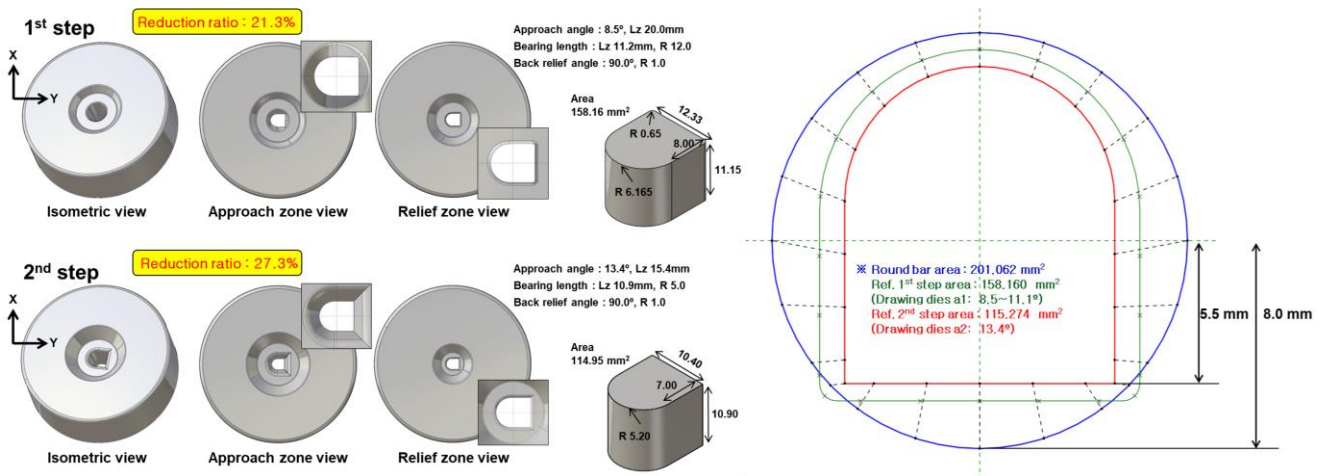 1st step
Reduction ratio : 21.3%
X
Y
Isometric view
Approach zone view
Relief zone view
Approach angle : 8.5º, Lz 20.0mm
Bearing length : Lz 11.2mm, R 12.0
Back relief angle : 90.0º, R 1.0
Area
158.16 mm²
R 0.65
12.33
8.00
11.15
R 6.165
2nd step
Reduction ratio : 27.3%
X
Y
Isometric view
Approach zone view
Relief zone view
Approach angle : 13.4º, Lz 15.4mm
Bearing length : Lz 10.9mm, R 5.0
Back relief angle : 90.0º, R 1.0
Area
114.95 mm²
10.40
7.00
10.90
R 5.20
※ Round bar area : 201.062 mm²
Ref. 1st step area : 158.160 mm²
(Drawing dies a1: 8.5~11.1º)
Ref. 2nd step area : 115.274 mm²
(Drawing dies a2: 13.4º)
5.5 mm
8.0 mm